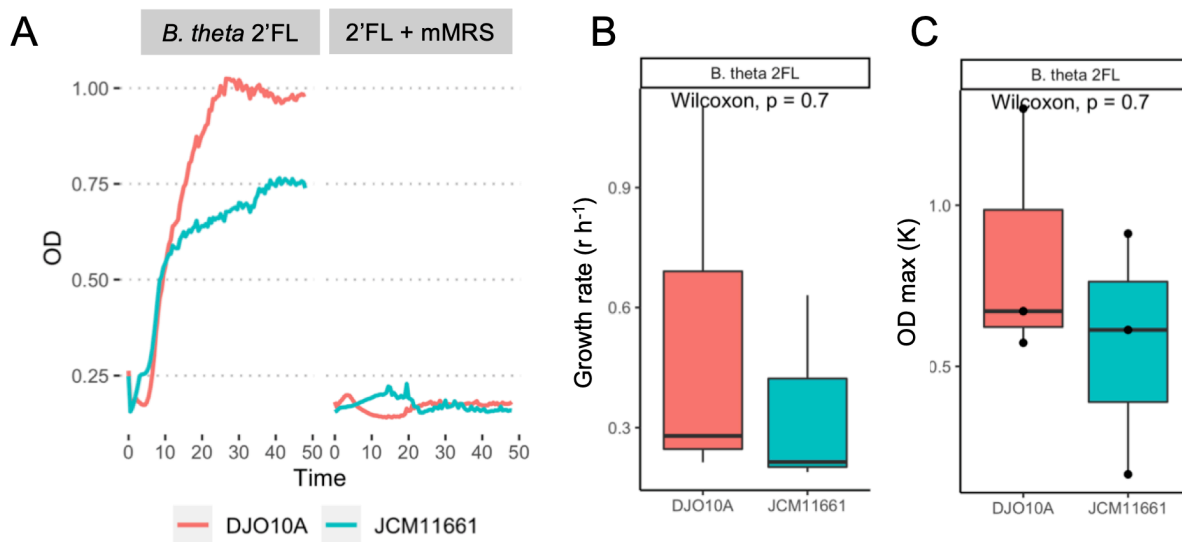 A
B. theta 2’FL
2’FL + mMRS
OD
1.00
0.75
0.50
0.25
0 10 20 30 40 50
0 10 20 30 40 50
Time
DJO10A
JCM11661
B
B. theta 2FL
Wilcoxon, p = 0.7
Growth rate (r h-1)
0.9
0.6
0.3
DJO10A JCM11661
C
B. theta 2FL
Wilcoxon, p = 0.7
OD max (K)
1.0
0.5
DJO10A JCM11661